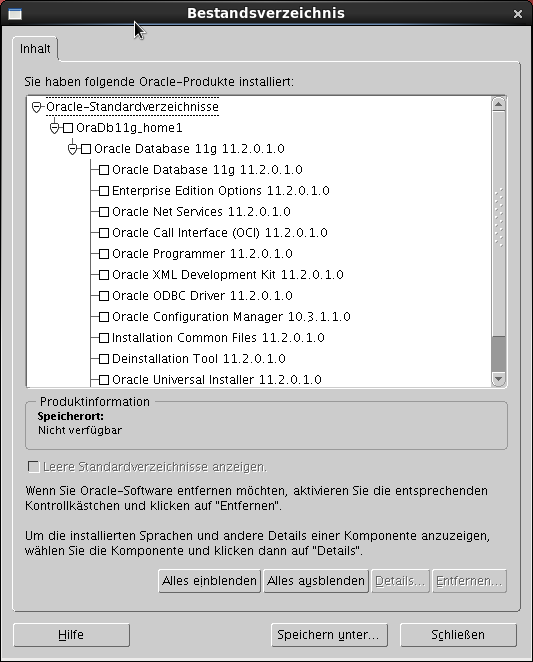 Bestandsverzeichnis
Inhalt
Sie haben folgende Oracle-Produkte installiert:
Oracle-Standardverzeichnisse
OraDb11g_home1
Oracle Database 11g 11.2.0.1.0
Oracle Database 11g 11.2.0.1.0
Enterprise Edition Options 11.2.0.1.0
Oracle Net Services 11.2.0.1.0
Oracle Call Interface (OCI) 11.2.0.1.0
Oracle Programmer 11.2.0.1.0
Oracle XML Development Kit 11.2.0.1.0
Oracle ODBC Driver 11.2.0.1.0
Oracle Configuration Manager 10.3.1.1.0
Installation Common Files 11.2.0.1.0
Deinstallation Tool 11.2.0.1.0
Oracle Universal Installer 11.2.0.1.0
Produktinformation
Speicherort:
Nicht verfügbar
Leere Standardverzeichnisse anzeigen.
Wenn Sie Oracle-Software entfernen möchten, aktivieren Sie die entsprechenden
Kontrollkästchen und klicken auf "Entfernen".
Um die installierten Sprachen und andere Details einer Komponente anzuzeigen,
wählen Sie die Komponente und klicken dann auf "Details".
Alles einblenden Alles ausblenden Details... Entfernen...
Hilfe Speichern unter... Schließen